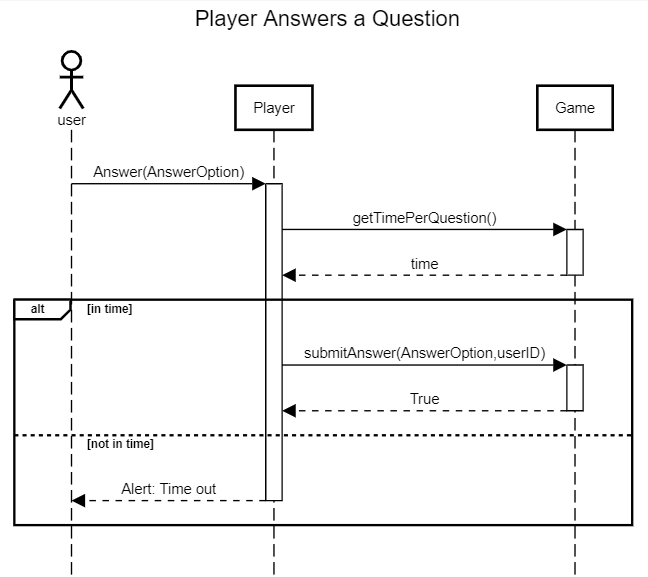 Player Answers a Question
user
Player
Game
Answer(AnswerOption)
getTimePerQuestion()
time
alt
[in time]
submitAnswer(AnswerOption,userID)
True
[not in time]
Alert: Time out